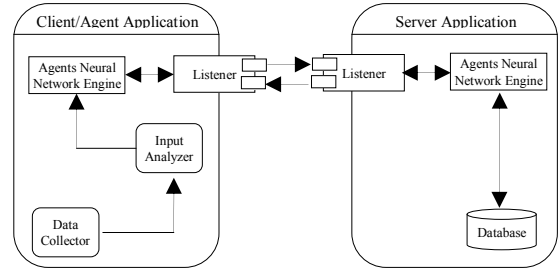 Client/Agent Application
Server Application
Agents Neural
Network Engine
Listener
Listener
Agents Neural
Network Engine
Input
Analyzer
Data
Collector
Database